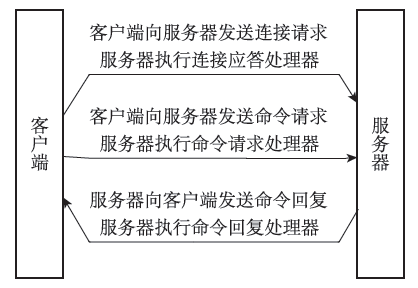 客户端向服务器发送连接请求
服务器执行连接应答处理器
客户端
客户端向服务器发送命令请求
服务器执行命令请求处理器
服务器
服务器向客户端发送命令回复
服务器执行命令回复处理器